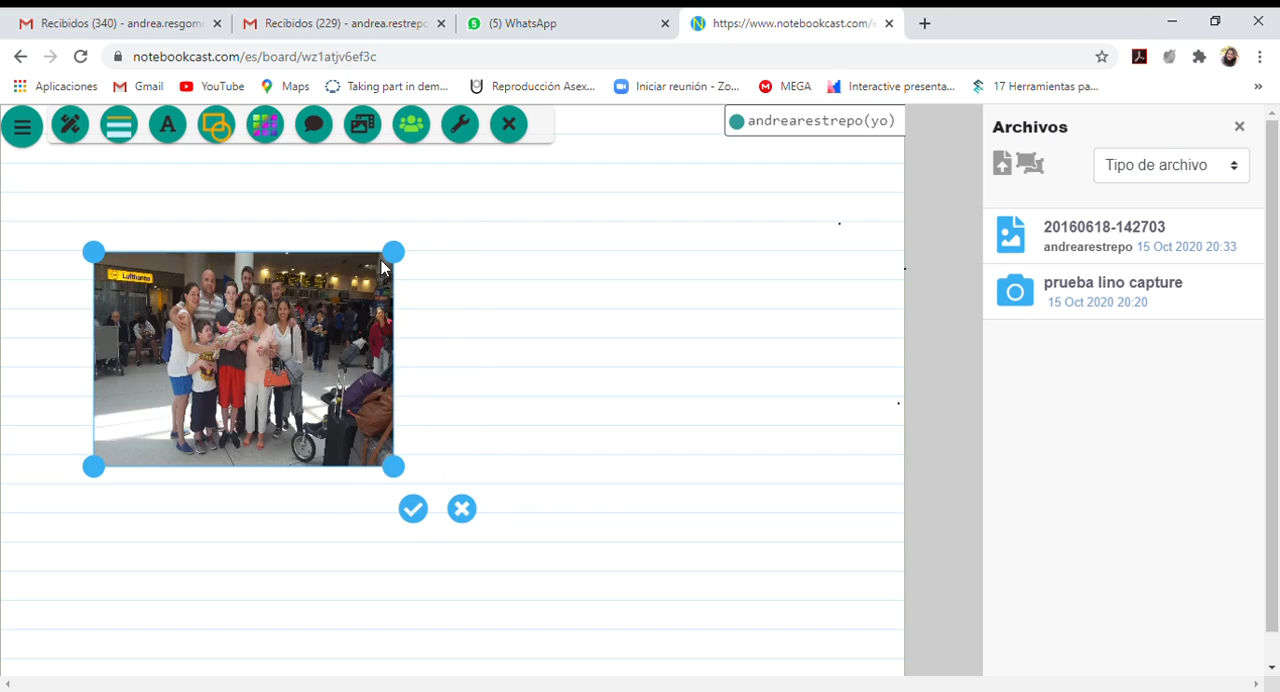 Recibidos (340) - andrea.resgom
Recibidos (229) - andrea.restrepo
(5) WhatsApp
https://www.notebookcast.com/e
notebookcast.com/es/board/wz1atjv6ef3c
Aplicaciones
Gmail
YouTube
Maps
Taking part in dem...
Reproducción Asex...
Iniciar reunión - Zo...
MEGA
Interactive presenta...
17 Herramientas pa...
»
A
andrearestrepo(yo)
Archivos
Tipo de archivo
20160618-142703
andrearestrepo 15 Oct 2020 20:33
prueba lino capture
15 Oct 2020 20:20
Lufthansa